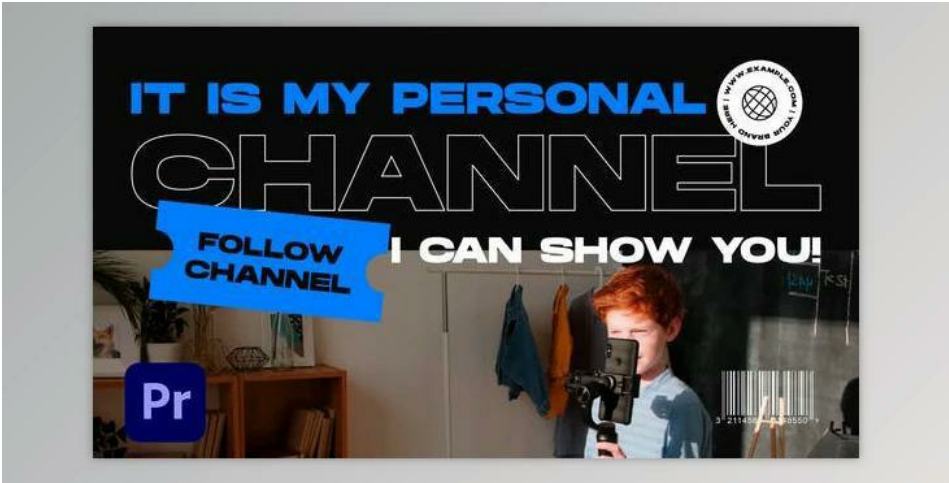 IT IS MY PERSONAL
WWW.EXAMPLE.COM | YOUR BRAND HERE |
CHANNEL
FOLLOW
CHANNEL
I CAN SHOW YOU!
Pr